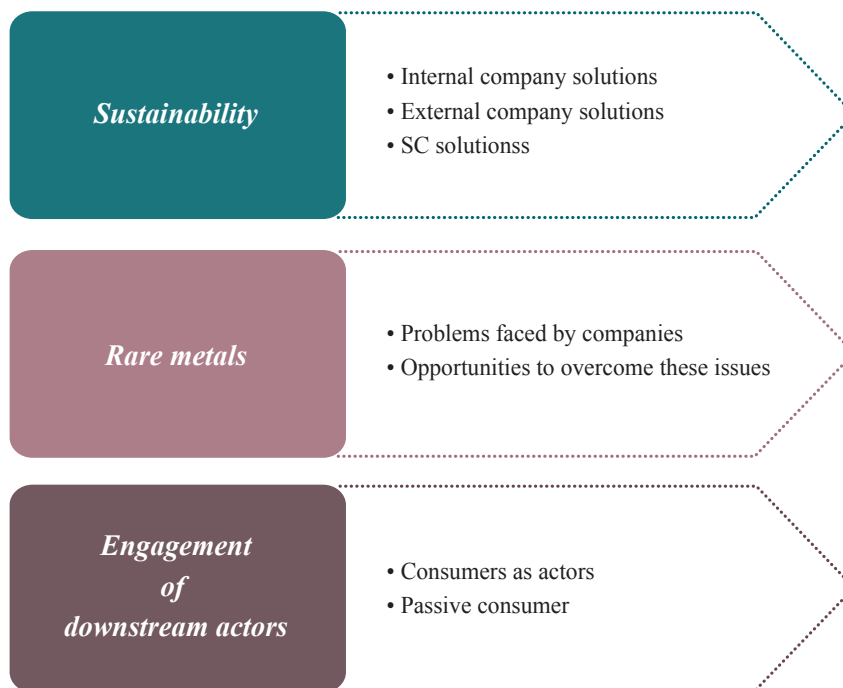 Sustainability
• Internal company solutions
• External company solutions
• SC solutionss
Rare metals
• Problems faced by companies
• Opportunities to overcome these issues
Engagement
of
downstream actors
• Consumers as actors
• Passive consumer